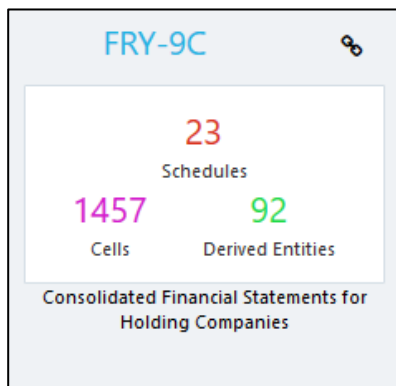 FRY-9C
23
Schedules
1457 92
Cells Derived Entities
Consolidated Financial Statements for
Holding Companies